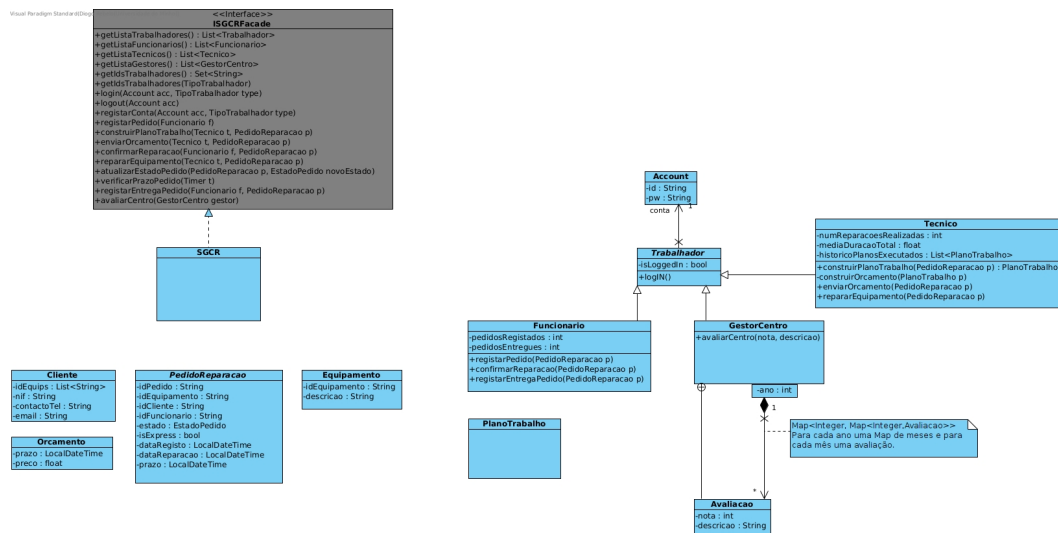 Visual Paradigm Standard(Diogo
<<Interface>>
ISGCRFacade
+getListaTrabalhadores() : List<Trabalhador>
+getListaFuncionarios() : List<Funcionario>
+getListaTecnicos() : List<Tecnico>
+getListaGestores() : List<GestorCentro>
+getIdsTrabalhadores() : Set<String>
+getIdsTrabalhadores(TipoTrabalhador)
+login(Account acc, TipoTrabalhador type)
+logout(Account acc)
+registarConta(Account acc, TipoTrabalhador type)
+registarPedido(Funcionario f)
+construirPlanoTrabalho(Tecnico t, PedidoReparacao p)
+enviarOrcamento(Tecnico t, PedidoReparacao p)
+confirmarReparacao(Funcionario f, PedidoReparacao p)
+repararEquipamento(Tecnico t, PedidoReparacao p)
+atualizarEstadoPedido(PedidoReparacao p, EstadoPedido novoEstado)
+verificarPrazoPedido(Timer t)
+registarEntregaPedido(Funcionario f, PedidoReparacao p)
+avaliarCentro(GestorCentro gestor)
SGCR
Account
-id : String
-pw : String
conta
1
Trabalhador
-isLoggedIn : bool
+logIN()
Tecnico
-numReparacoesRealizadas : int
-mediaDuracaoTotal : float
-historicoPlanosExecutados : List<PlanoTrabalho>
+construirPlanoTrabalho(PedidoReparacao p) : PlanoTrabalho
-construirOrcamento(PlanoTrabalho p)
+enviarOrcamento(PedidoReparacao p)
+repararEquipamento(PedidoReparacao p)
Funcionario
-pedidosRegistados : int
-pedidosEntregues : int
+registarPedido(PedidoReparacao p)
+confirmarReparacao(PedidoReparacao p)
+registarEntregaPedido(PedidoReparacao p)
GestorCentro
+avaliarCentro(nota, descricao)
-ano : int
1
Map<Integer, Map<Integer,Avaliacao>>
Para cada ano uma Map de meses e para
cada mês uma avaliação.
*
Avaliacao
-nota : int
-descricao : String
PlanoTrabalho
Cliente
-idEquips : List<String>
-nif : String
-contactoTel : String
-email : String
Orcamento
-prazo : LocalDateTime
-preco : float
PedidoReparacao
-idPedido : String
-idEquipamento : String
-idCliente : String
-idFuncionario : String
-estado : EstadoPedido
-isExpress : bool
-dataRegisto : LocalDateTime
-dataReparacao : LocalDateTime
-prazo : LocalDateTime
Equipamento
-idEquipamento : String
-descricao : String